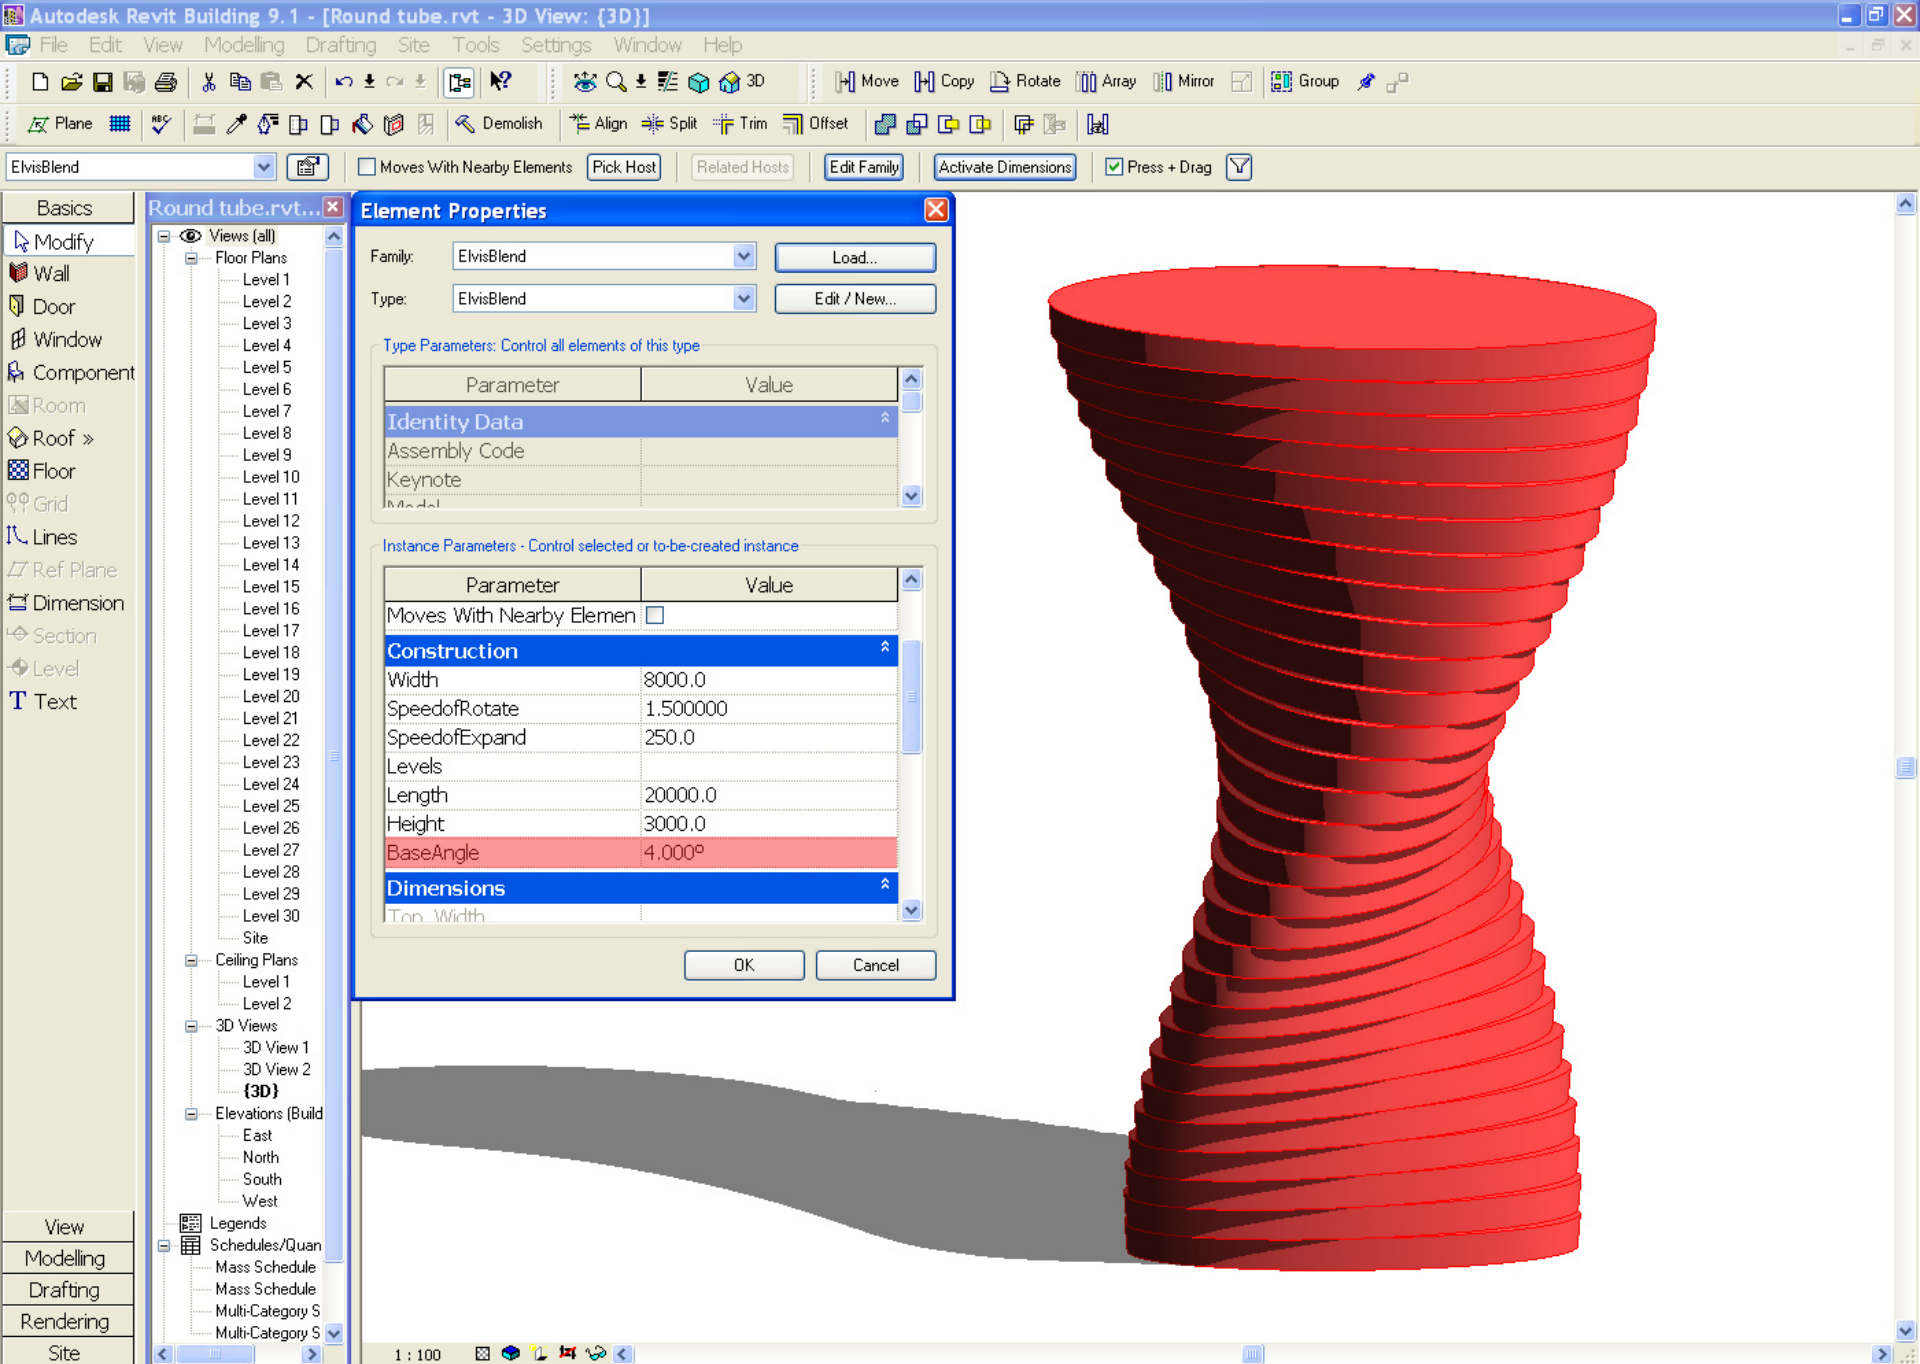 Autodesk Revit Building 9.1 - [Round tube.rvt - 3D View: {3D}]
File Edit View Modelling Drafting Site Tools Settings Window Help
3D Move Copy Rotate Array Mirror Group
Plane Demolish Align Split Trim Offset
ElvisBlend Moves With Nearby Elements Pick Host Related Hosts Edit Family Activate Dimensions Press + Drag
Basics
Modify
Wall
Door
Window
Component
Room
Roof »
Floor
Grid
Lines
Ref Plane
Dimension
Section
Level
T Text
View
Modelling
Drafting
Rendering
Site
Round tube.rvt...
Views (all)
Floor Plans
Level 1
Level 2
Level 3
Level 4
Level 5
Level 6
Level 7
Level 8
Level 9
Level 10
Level 11
Level 12
Level 13
Level 14
Level 15
Level 16
Level 17
Level 18
Level 19
Level 20
Level 21
Level 22
Level 23
Level 24
Level 25
Level 26
Level 27
Level 28
Level 29
Level 30
Site
Ceiling Plans
Level 1
Level 2
3D Views
3D View 1
3D View 2
{3D}
Elevations (Build
East
North
South
West
Legends
Schedules/Quan
Mass Schedule
Mass Schedule
Multi-Category S
Multi-Category S
Element Properties
Family: ElvisBlend Load...
Type: ElvisBlend Edit / New...
Type Parameters: Control all elements of this type
Parameter Value
Identity Data
Assembly Code
Keynote
Model
Instance Parameters - Control selected or to-be-created instance
Parameter Value
Moves With Nearby Elemen
Construction
Width 8000.0
SpeedofRotate 1.500000
SpeedofExpand 250.0
Levels
Length 20000.0
Height 3000.0
BaseAngle 4.000°
Dimensions
Top Width
OK Cancel
1 : 100